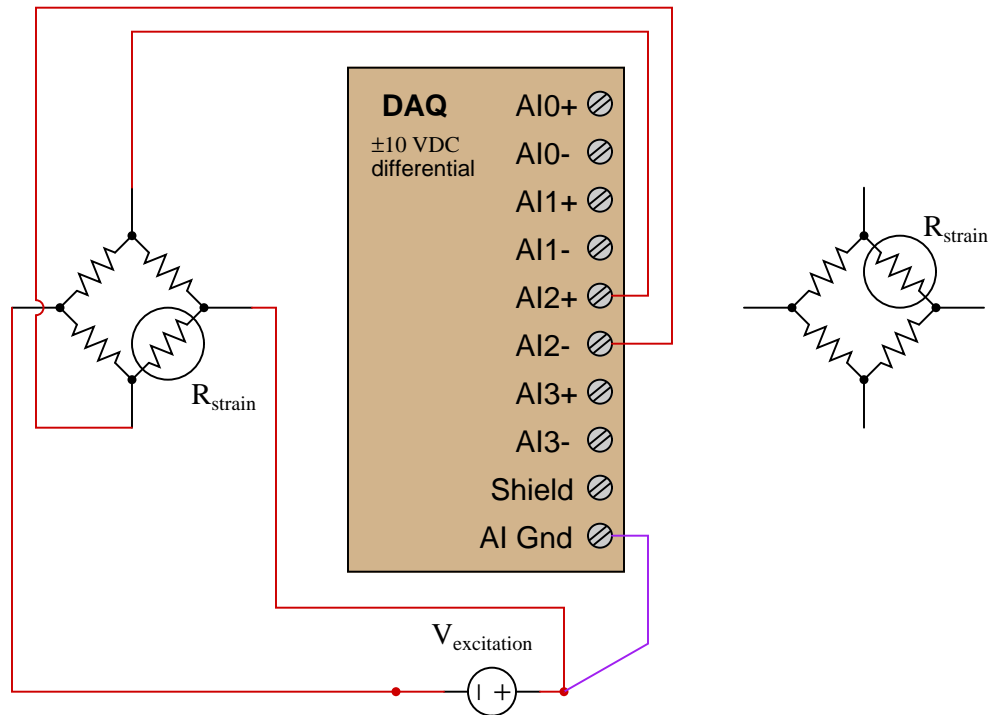 DAQ
±10 VDC
differential
AI0+
AI0-
AI1+
AI1-
AI2+
AI2-
AI3+
AI3-
Shield
AI Gnd
Rstrain
Rstrain
Vexcitation
- +